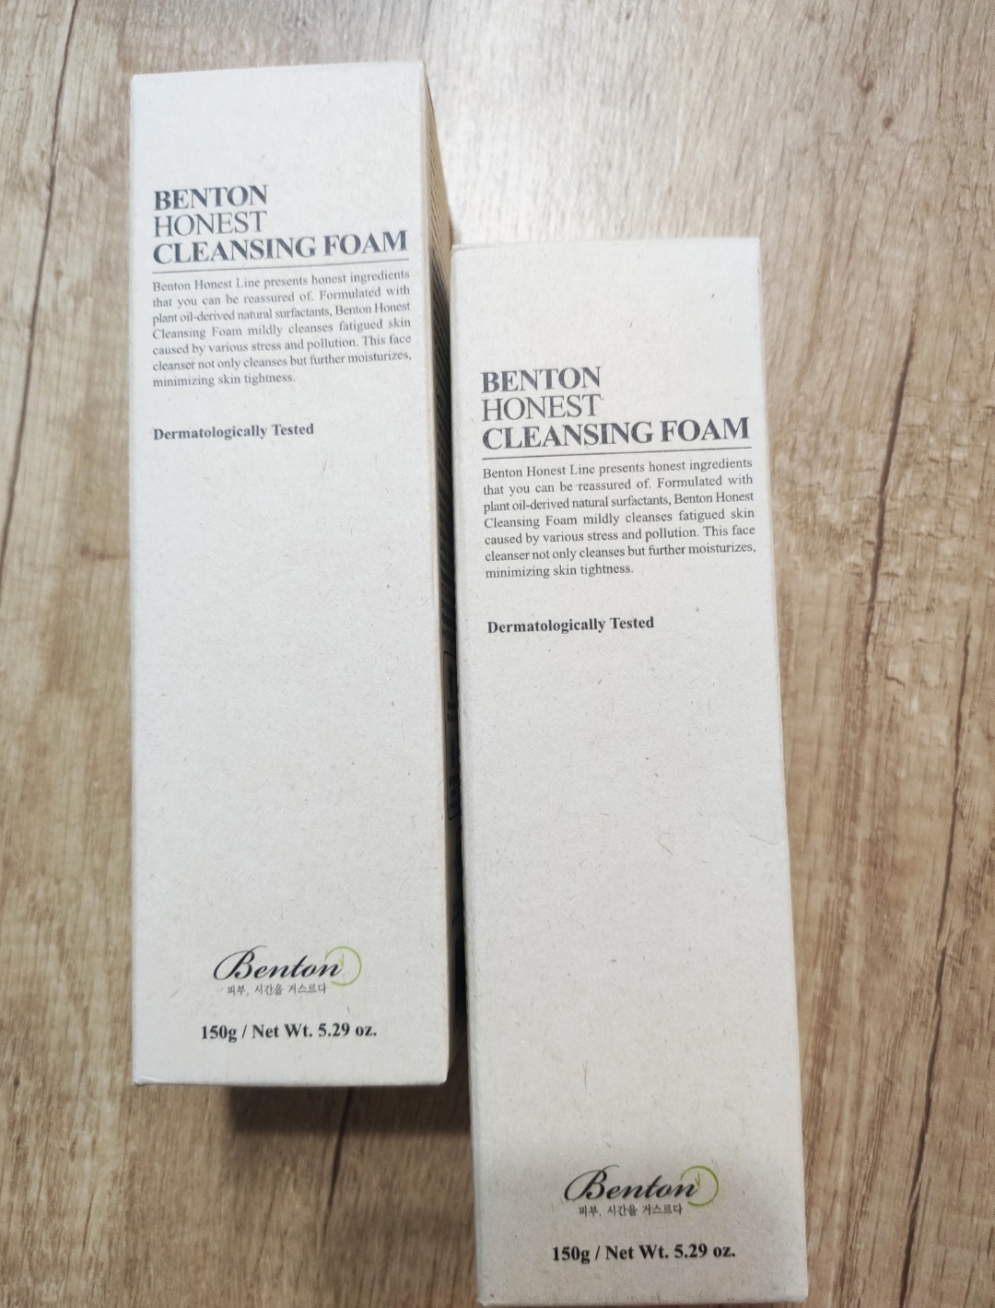 BENTON
HONEST
CLEANSING FOAM
Benton Honest Line presents honest ingredients
that you can be reassured of. Formulated with
plant oil-derived natural surfactants, Benton Honest
Cleansing Foam mildly cleanses fatigued skin
caused by various stress and pollution. This face
cleanser not only cleanses but further moisturizes,
minimizing skin tightness.
Dermatologically Tested
Benton
피부, 시간을 거스르다
150g / Net Wt. 5.29 oz.
BENTON
HONEST
CLEANSING FOAM
Benton Honest Line presents honest ingredients
that you can be reassured of. Formulated with
plant oil-derived natural surfactants, Benton Honest
Cleansing Foam mildly cleanses fatigued skin
caused by various stress and pollution. This face
cleanser not only cleanses but further moisturizes,
minimizing skin tightness.
Dermatologically Tested
Benton
피부, 시간을 거스르다
150g / Net Wt. 5.29 oz.